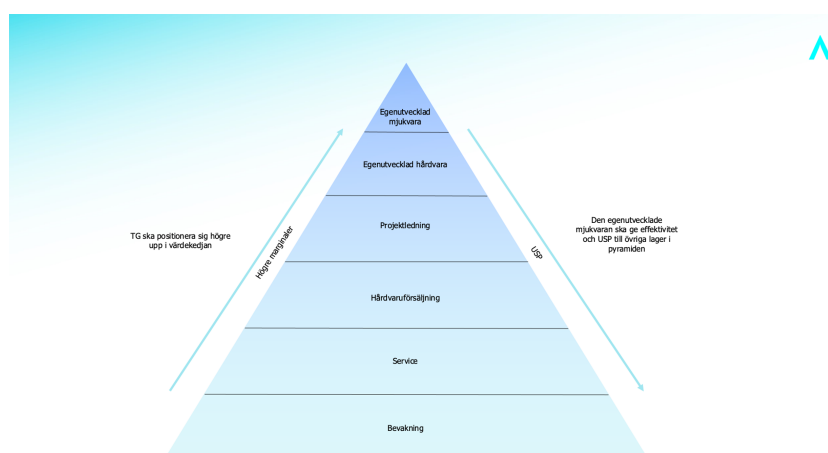 Egenutvecklad
mjukvara
Egenutvecklad hårdvara
Projektledning
Hårdvaruförsäljning
Service
Bevakning
TG ska positionera sig högre
upp i värdekedjan
Högre marginaler
USP
Den egenutvecklade
mjukvaran ska ge effektivitet
och USP till övriga lager i
pyramiden